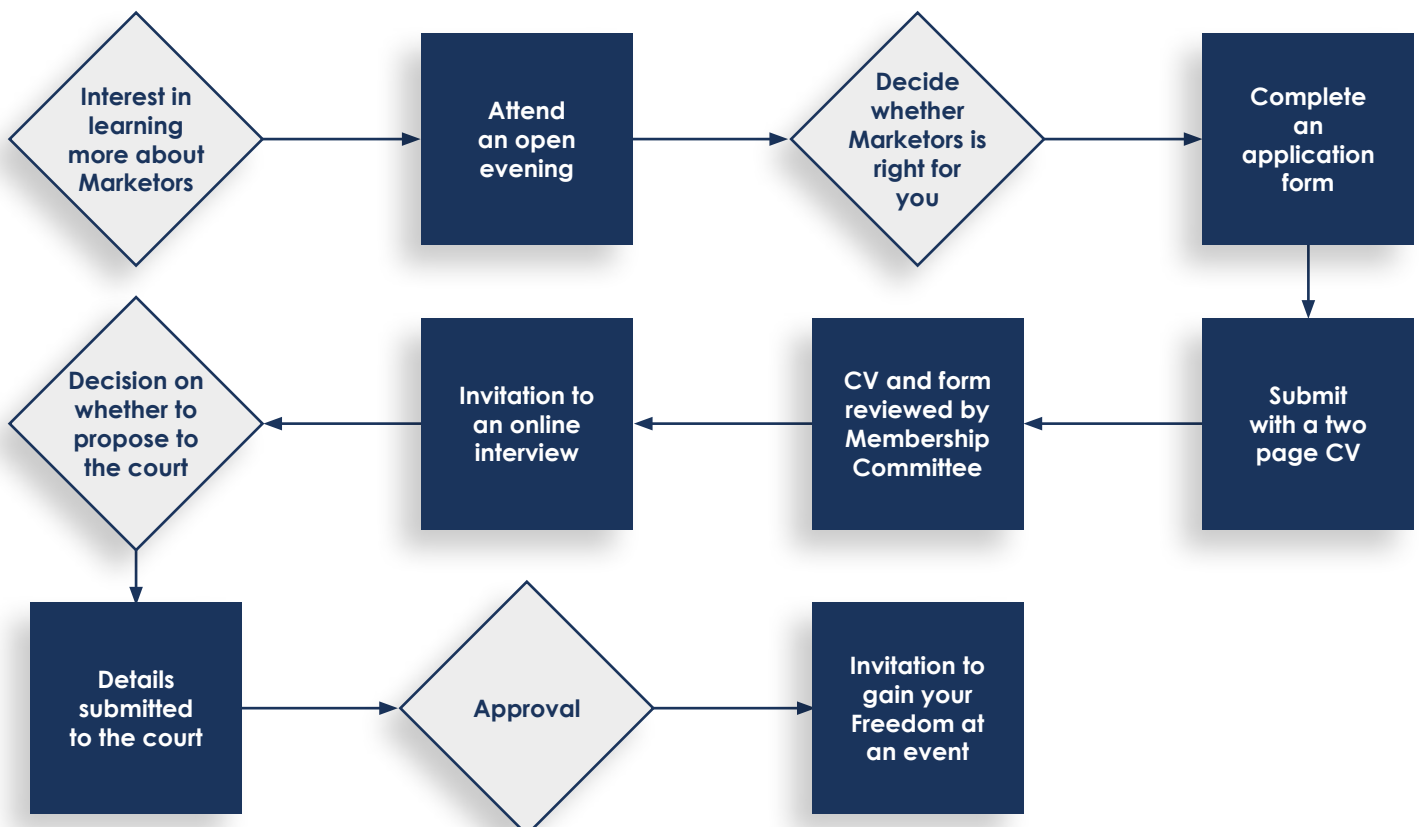 Interest in
learning
more about
Marketors
Attend
an open
evening
Decide
whether
Marketors is
right for
you
Complete
an
application
form
Submit
with a two
page CV
CV and form
reviewed by
Membership
Committee
Invitation to
an online
interview
Decision on
whether to
propose to
the court
Details
submitted
to the court
Approval
Invitation to
gain your
Freedom at
an event